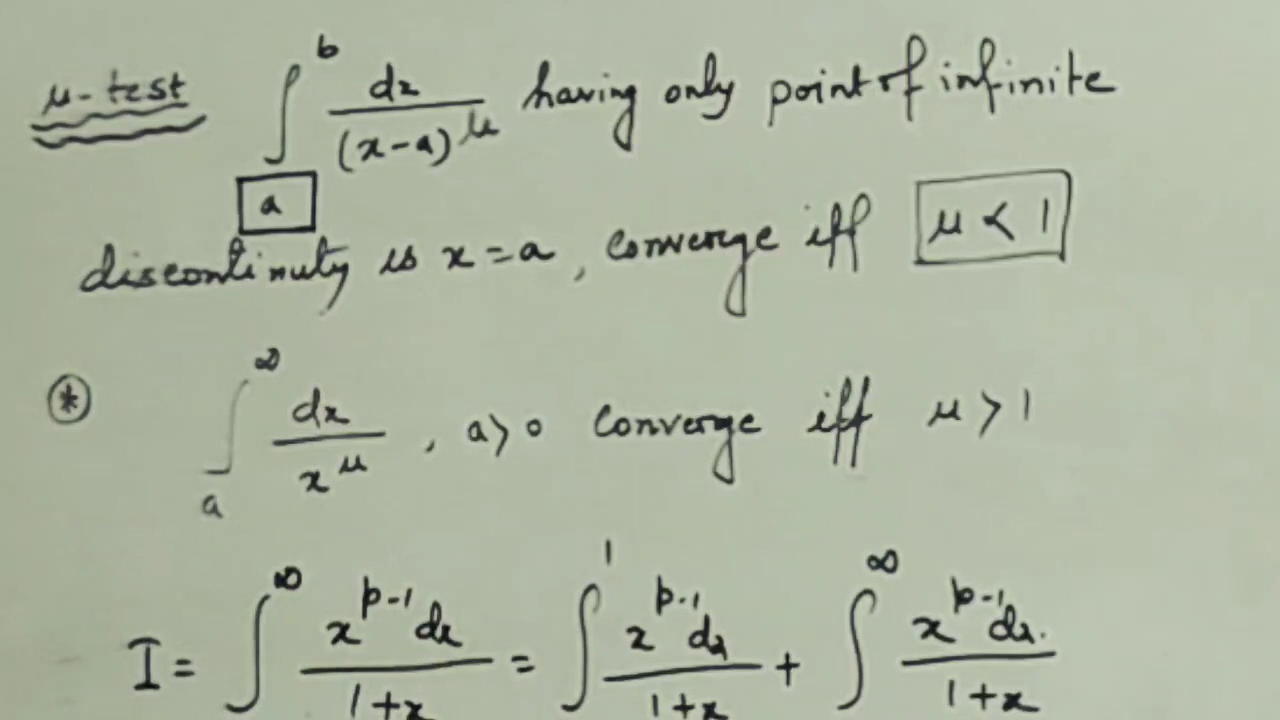 μ-test ∫_a^b dx/(x-a)^μ having only point of infinite
discontinuty is x=a, converge iff μ < 1
* ∫_a^∞ dx/x^μ , a>0 converge iff μ > 1
I = ∫^∞ x^{p-1}dx/(1+x) = ∫^1 x^{p-1}dx/(1+x) + ∫^∞ x^{p-1}dx./(1+x)